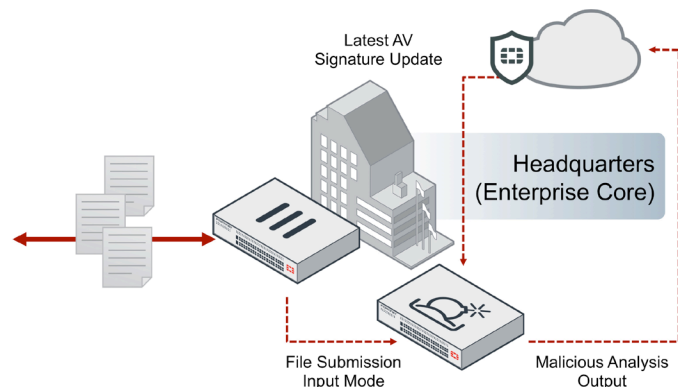 Latest AV
Signature Update
Headquarters
(Enterprise Core)
File Submission
Input Mode
Malicious Analysis
Output